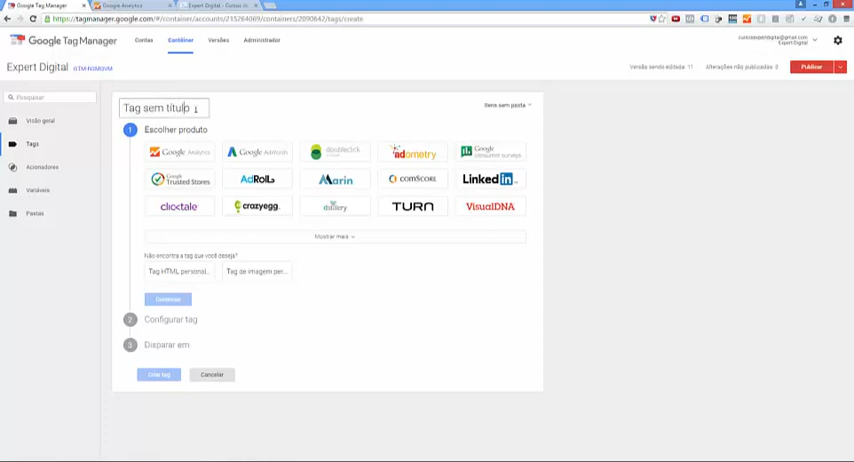 Google Tag Manager
Google Analytics
Expert Digital - Cursos de
https://tagmanager.google.com/#/container/accounts/215264069/containers/2090642/tags/create
Google Tag Manager
Contas
Contêiner
Versões
Administrador
Expert Digital
Expert Digital
Versão sendo editada: 11
Alterações não publicadas: 0
Publicar
Pesquisar
Tag sem título
Itens sem pasta
Visão geral
1 Escolher produto
Tags
Google Analytics
Google AdWords
doubleclick
adometry
Google consumer surveys
Acionadores
Google Trusted Stores
AdRoll
Marin
comScore
LinkedIn
Variáveis
clicktale
crazyegg
dstillery
TURN
VisualDNA
Pastas
Mostrar mais
Não encontra a tag que você deseja?
Tag HTML personal...
Tag de imagem per...
Continuar
2 Configurar tag
3 Disparar em
Criar tag
Cancelar